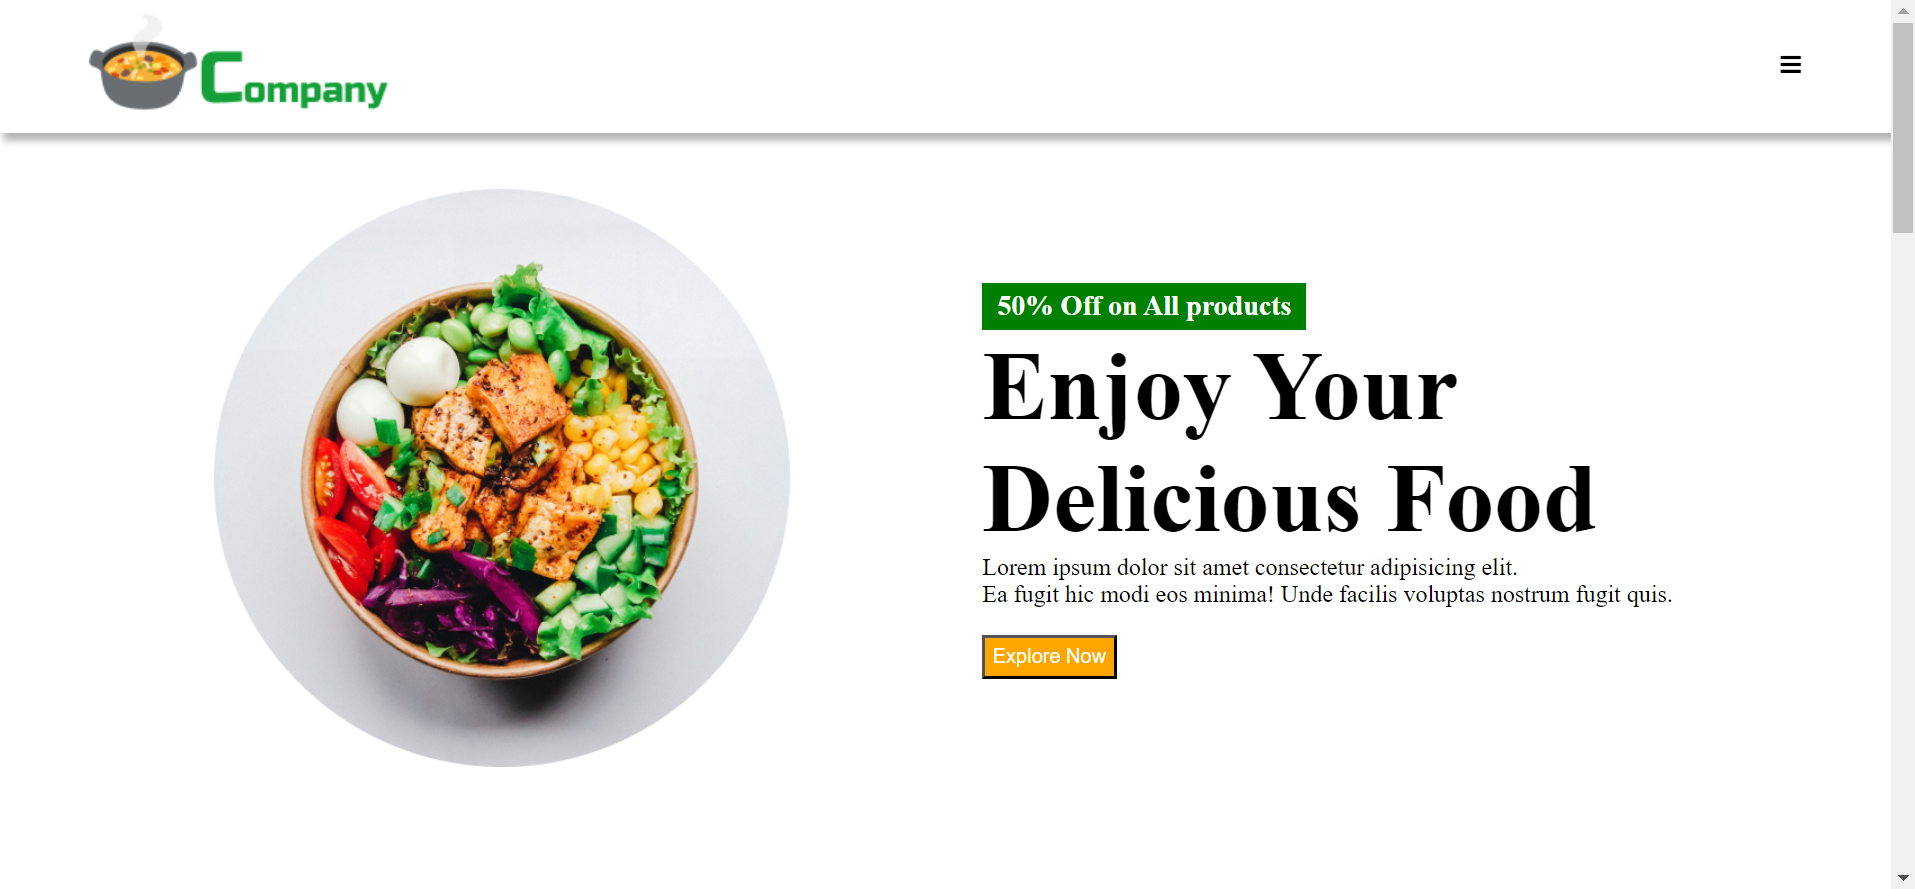 Company
50% Off on All products
Enjoy Your
Delicious Food
Lorem ipsum dolor sit amet consectetur adipisicing elit.
Ea fugit hic modi eos minima! Unde facilis voluptas nostrum fugit quis.
Explore Now